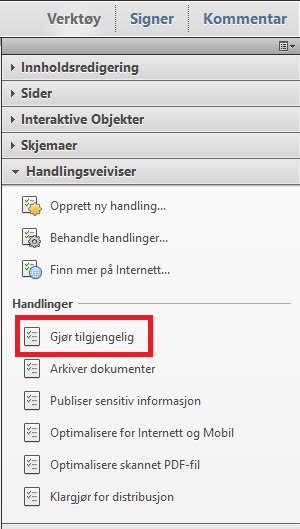 Verktøy Signer Kommentar
Innholdsredigering
Sider
Interaktive Objekter
Skjemaer
Handlingsveiviser
Opprett ny handling...
Behandle handlinger...
Finn mer på Internett...
Handlinger
Gjør tilgjengelig
Arkiver dokumenter
Publiser sensitiv informasjon
Optimalisere for Internett og Mobil
Optimalisere skannet PDF-fil
Klargjør for distribusjon